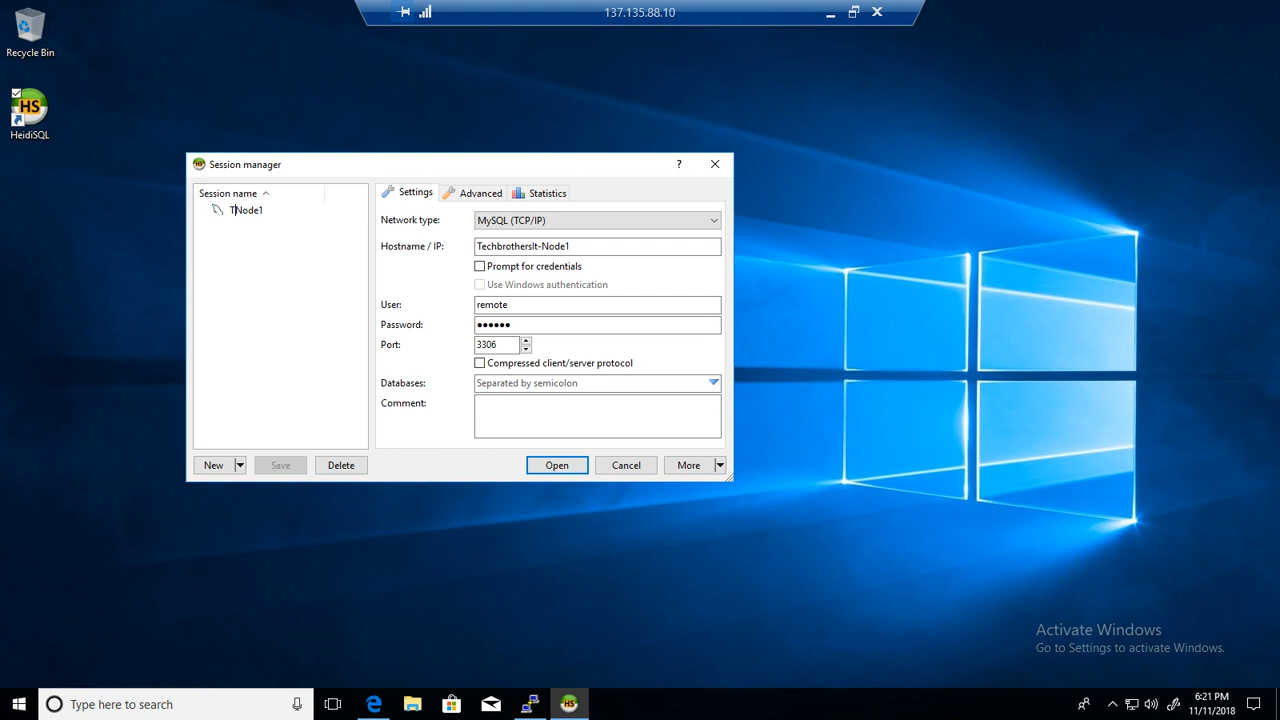 137.135.88.10
Recycle Bin
HS
HeidiSQL
HS Session manager ?
Session name
TNode1
Settings Advanced Statistics
Network type: MySQL (TCP/IP)
Hostname / IP: TechbrothersIt-Node1
Prompt for credentials
Use Windows authentication
User: remote
Password: ●●●●●●
Port: 3306
Compressed client/server protocol
Databases: Separated by semicolon
Comment:
New Save Delete Open Cancel More
Activate Windows
Go to Settings to activate Windows.
Type here to search
HS
6:21 PM
11/11/2018